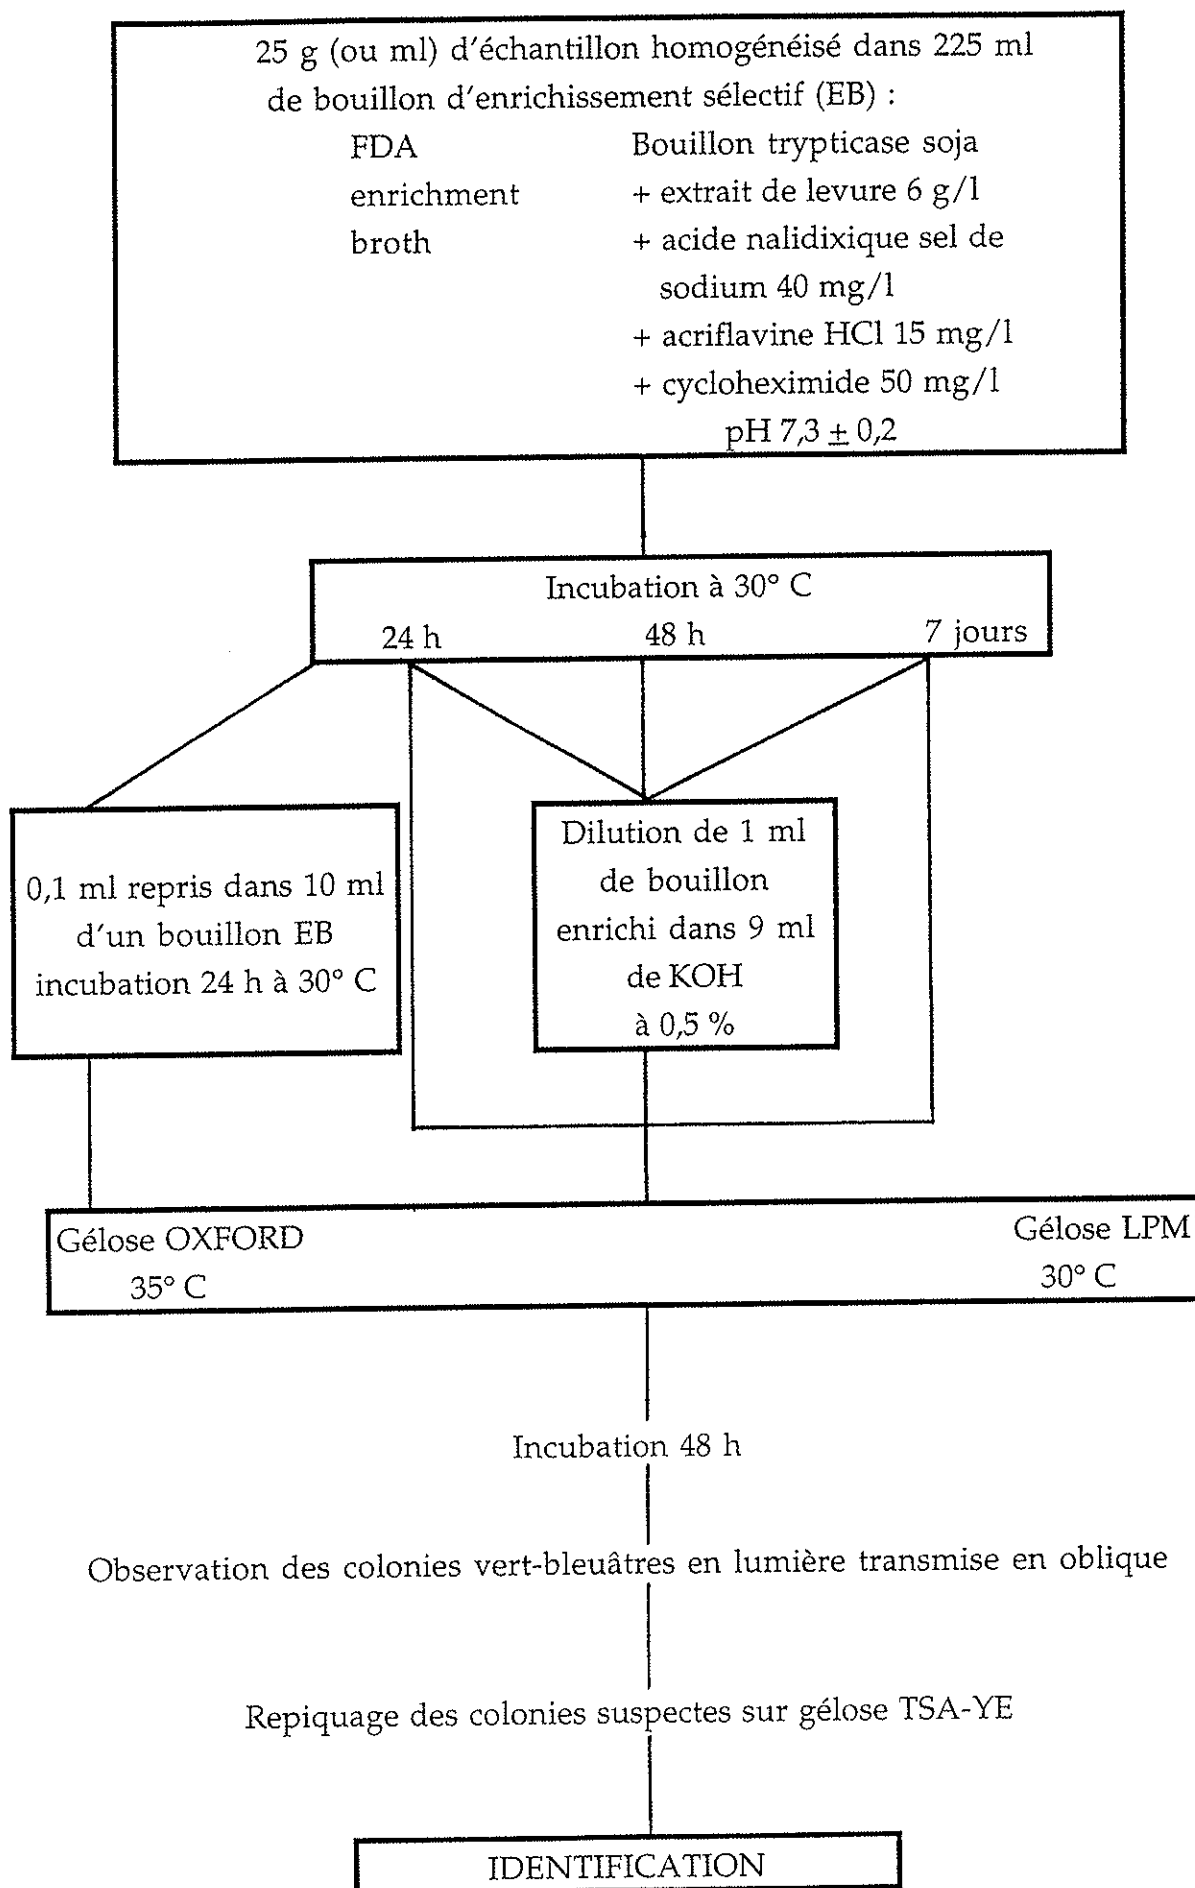 25 g (ou ml) d'échantillon homogénéisé dans 225 ml
de bouillon d'enrichissement sélectif (EB) :
FDA Bouillon trypticase soja
enrichment + extrait de levure 6 g/l
broth + acide nalidixique sel de
sodium 40 mg/l
+ acriflavine HCl 15 mg/l
+ cycloheximide 50 mg/l
pH 7,3 ± 0,2
Incubation à 30° C
24 h 48 h 7 jours
0,1 ml repris dans 10 ml
d'un bouillon EB
incubation 24 h à 30° C
Dilution de 1 ml
de bouillon
enrichi dans 9 ml
de KOH
à 0,5 %
Gélose OXFORD Gélose LPM
35° C 30° C
Incubation 48 h
Observation des colonies vert-bleuâtres en lumière transmise en oblique
Repiquage des colonies suspectes sur gélose TSA-YE
IDENTIFICATION